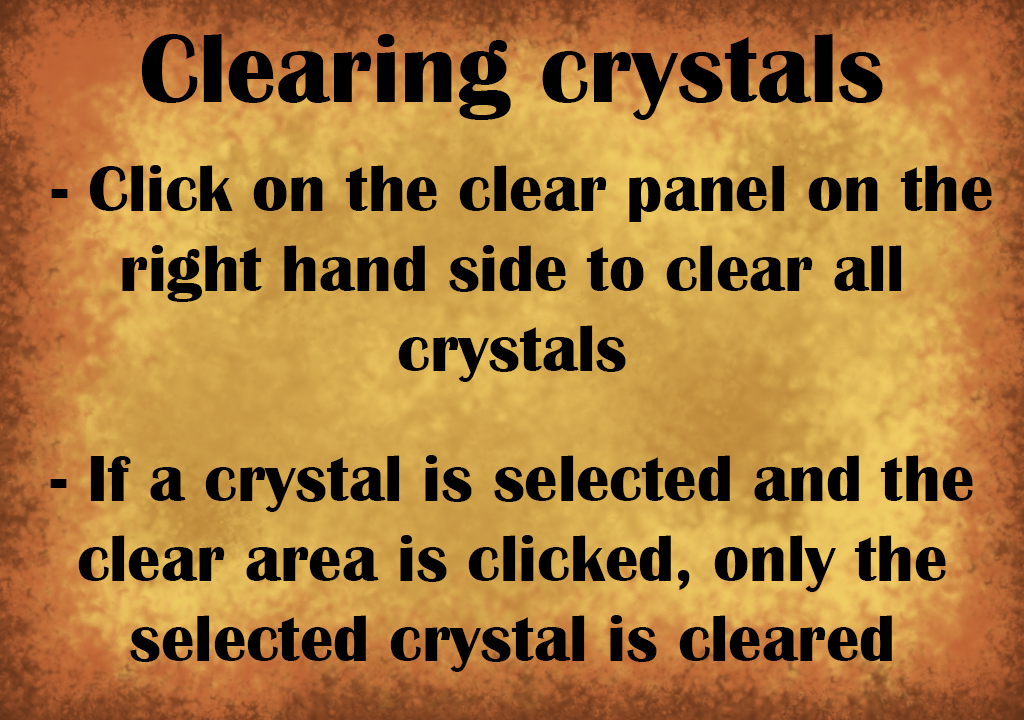 Clearing crystals
- Click on the clear panel on the
right hand side to clear all
crystals
- If a crystal is selected and the
clear area is clicked, only the
selected crystal is cleared